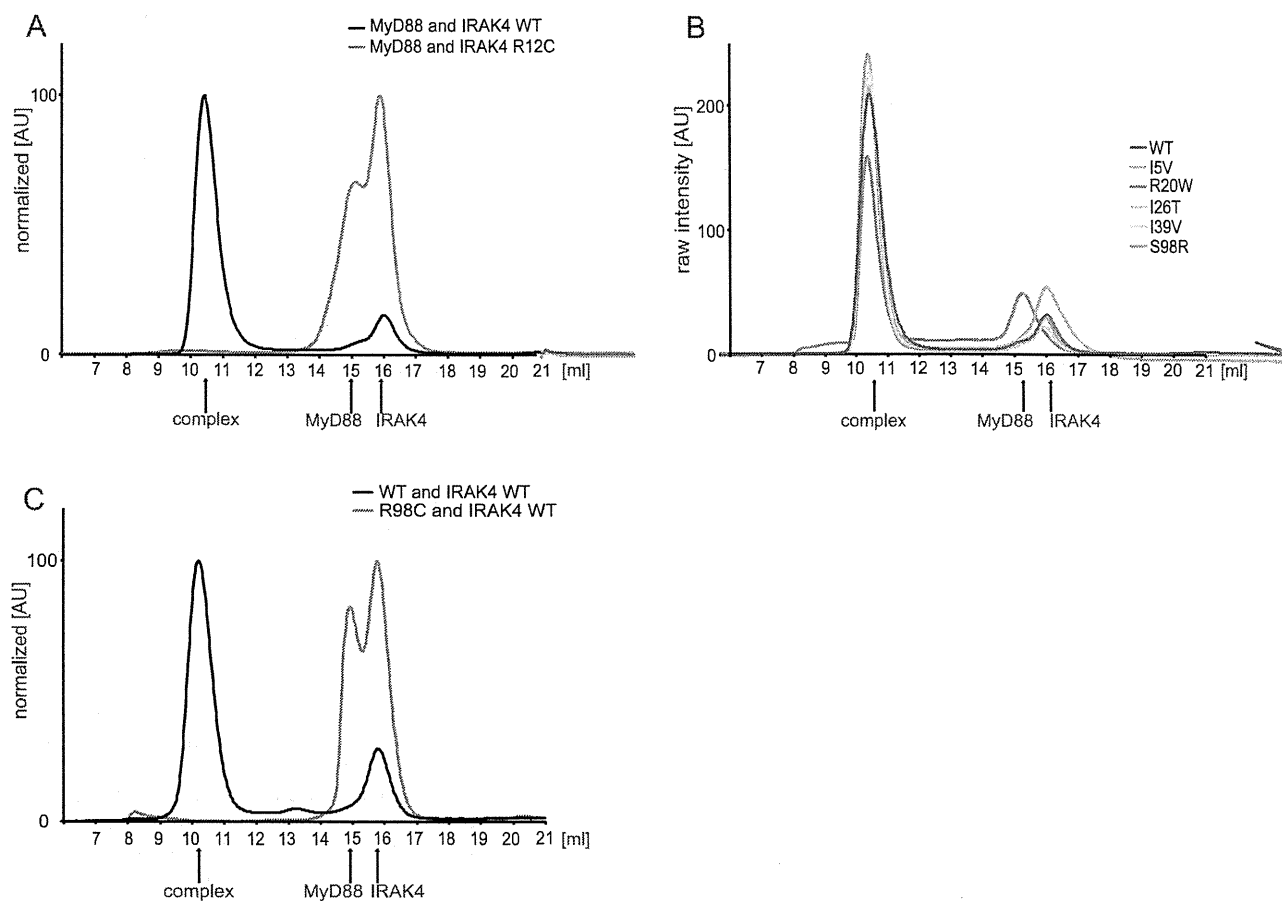 A
MyD88 and IRAK4 WT
MyD88 and IRAK4 R12C
normalized [AU]
100
0
7 8 9 10 11 12 13 14 15 16 17 18 19 20 21 [ml]
complex MyD88 IRAK4
B
raw intensity [AU]
200
100
0
WT
I5V
R20W
I26T
I39V
S98R
7 8 9 10 11 12 13 14 15 16 17 18 19 20 21 [ml]
complex MyD88 IRAK4
C
WT and IRAK4 WT
R98C and IRAK4 WT
normalized [AU]
100
0
7 8 9 10 11 12 13 14 15 16 17 18 19 20 21 [ml]
complex MyD88 IRAK4